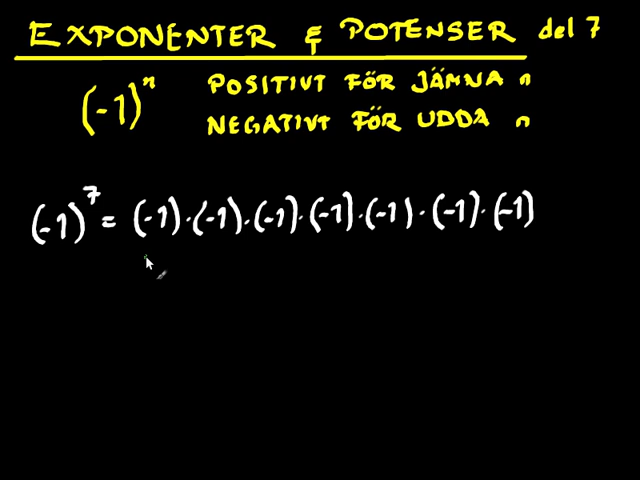 EXPONENTER & POTENSER del 7
(-1)ⁿ POSITIVT FÖR JÄMNA n
NEGATIVT FÖR UDDA n
(-1)⁷ = (-1)·(-1)·(-1)·(-1)·(-1)·(-1)·(-1)